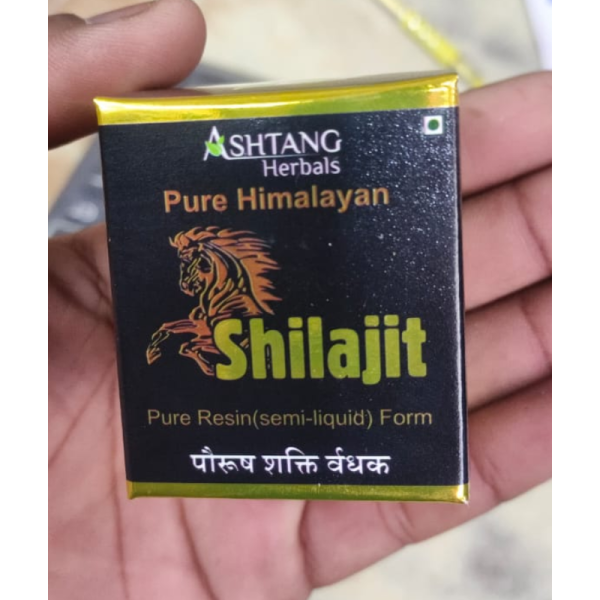 ASHTANG
Herbals
Pure Himalayan
Shilajit
Pure Resin(semi-liquid) Form
पौरूष शक्ति र्वधक